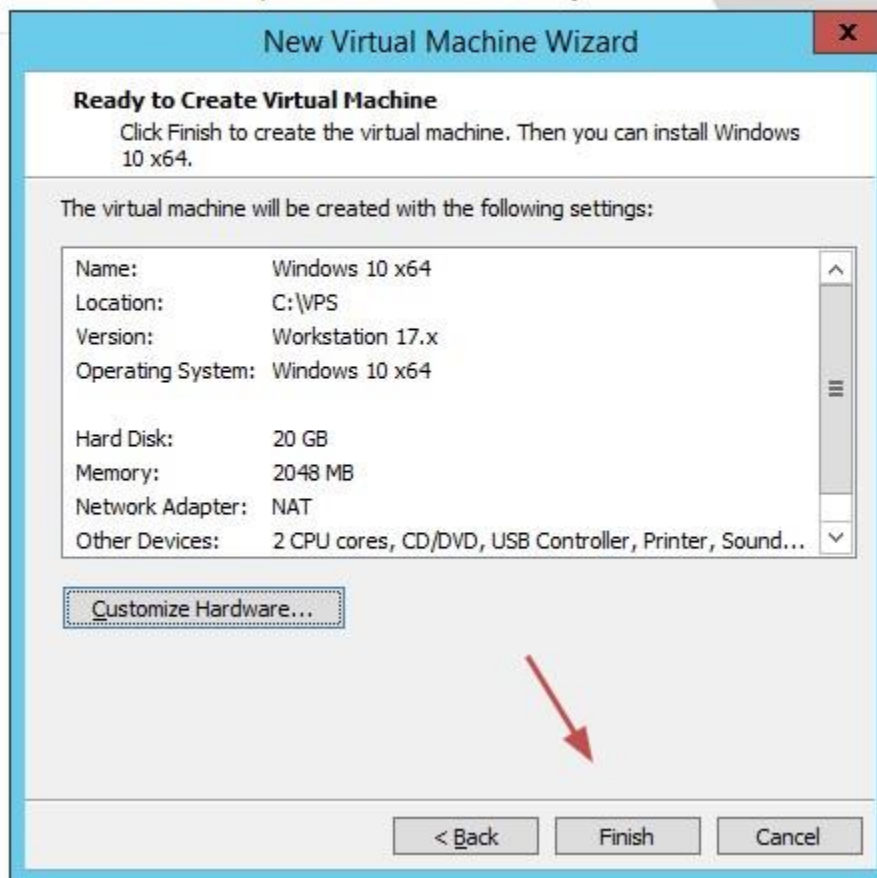 New Virtual Machine Wizard
x
Ready to Create Virtual Machine
Click Finish to create the virtual machine. Then you can install Windows
10 x64.
The virtual machine will be created with the following settings:
Name: Windows 10 x64
Location: C:\VPS
Version: Workstation 17.x
Operating System: Windows 10 x64
Hard Disk: 20 GB
Memory: 2048 MB
Network Adapter: NAT
Other Devices: 2 CPU cores, CD/DVD, USB Controller, Printer, Sound...
Customize Hardware...
< Back Finish Cancel